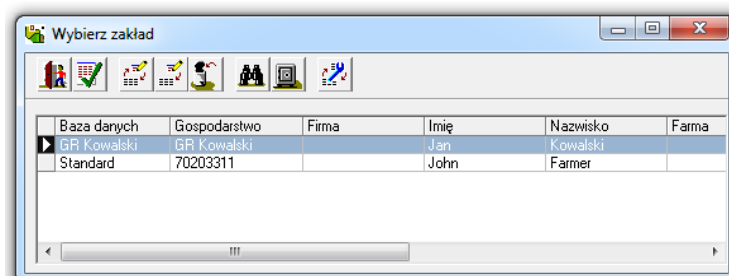 Wybierz zakład
Baza danych Gospodarstwo Firma Imię Nazwisko Farma
GR Kowalski GR Kowalski Jan Kowalski
Standard 70203311 John Farmer